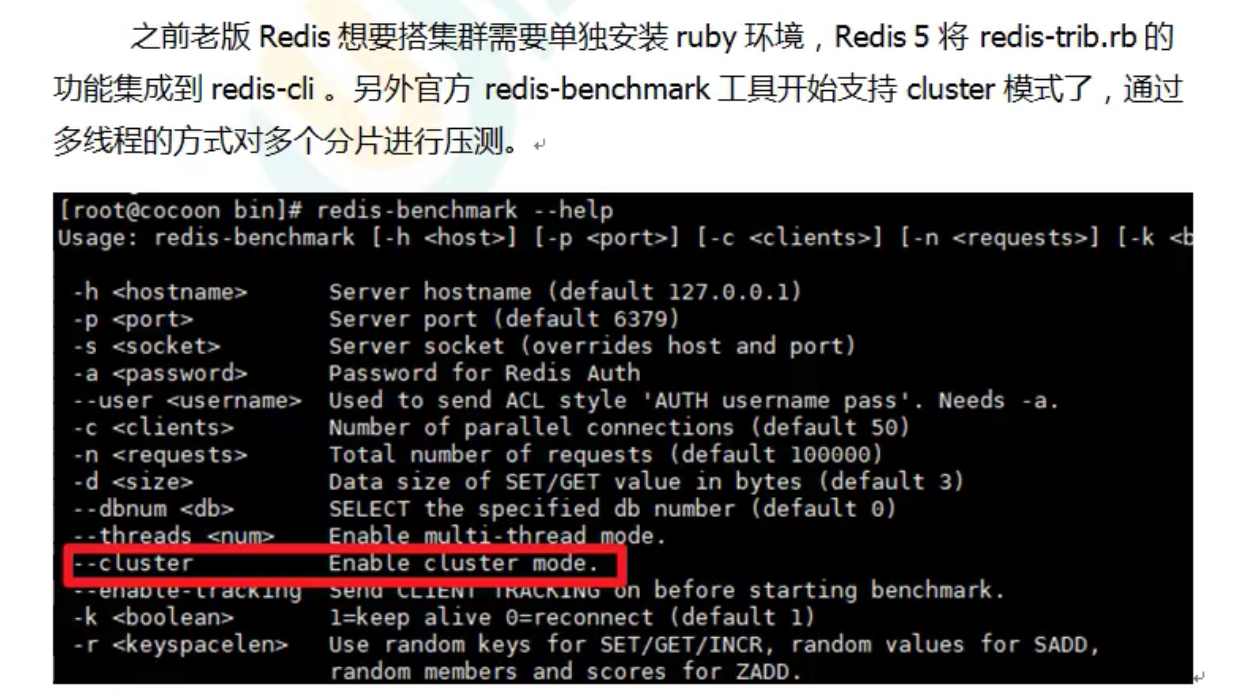 之前老版 Redis 想要搭集群需要单独安装 ruby 环境，Redis 5 将 redis-trib.rb 的
功能集成到 redis-cli 。另外官方 redis-benchmark 工具开始支持 cluster 模式了，通过
多线程的方式对多个分片进行压测。
[root@cocoon bin]# redis-benchmark --help
Usage: redis-benchmark [-h <host>] [-p <port>] [-c <clients>] [-n <requests>] [-k <b
-h <hostname> Server hostname (default 127.0.0.1)
-p <port> Server port (default 6379)
-s <socket> Server socket (overrides host and port)
-a <password> Password for Redis Auth
--user <username> Used to send ACL style 'AUTH username pass'. Needs -a.
-c <clients> Number of parallel connections (default 50)
-n <requests> Total number of requests (default 100000)
-d <size> Data size of SET/GET value in bytes (default 3)
--dbnum <db> SELECT the specified db number (default 0)
--threads <num> Enable multi-thread mode.
--cluster Enable cluster mode.
--enable-tracking Send CLIENT TRACKING on before starting benchmark.
-k <boolean> 1=keep alive 0=reconnect (default 1)
-r <keyspacelen> Use random keys for SET/GET/INCR, random values for SADD,
random members and scores for ZADD.